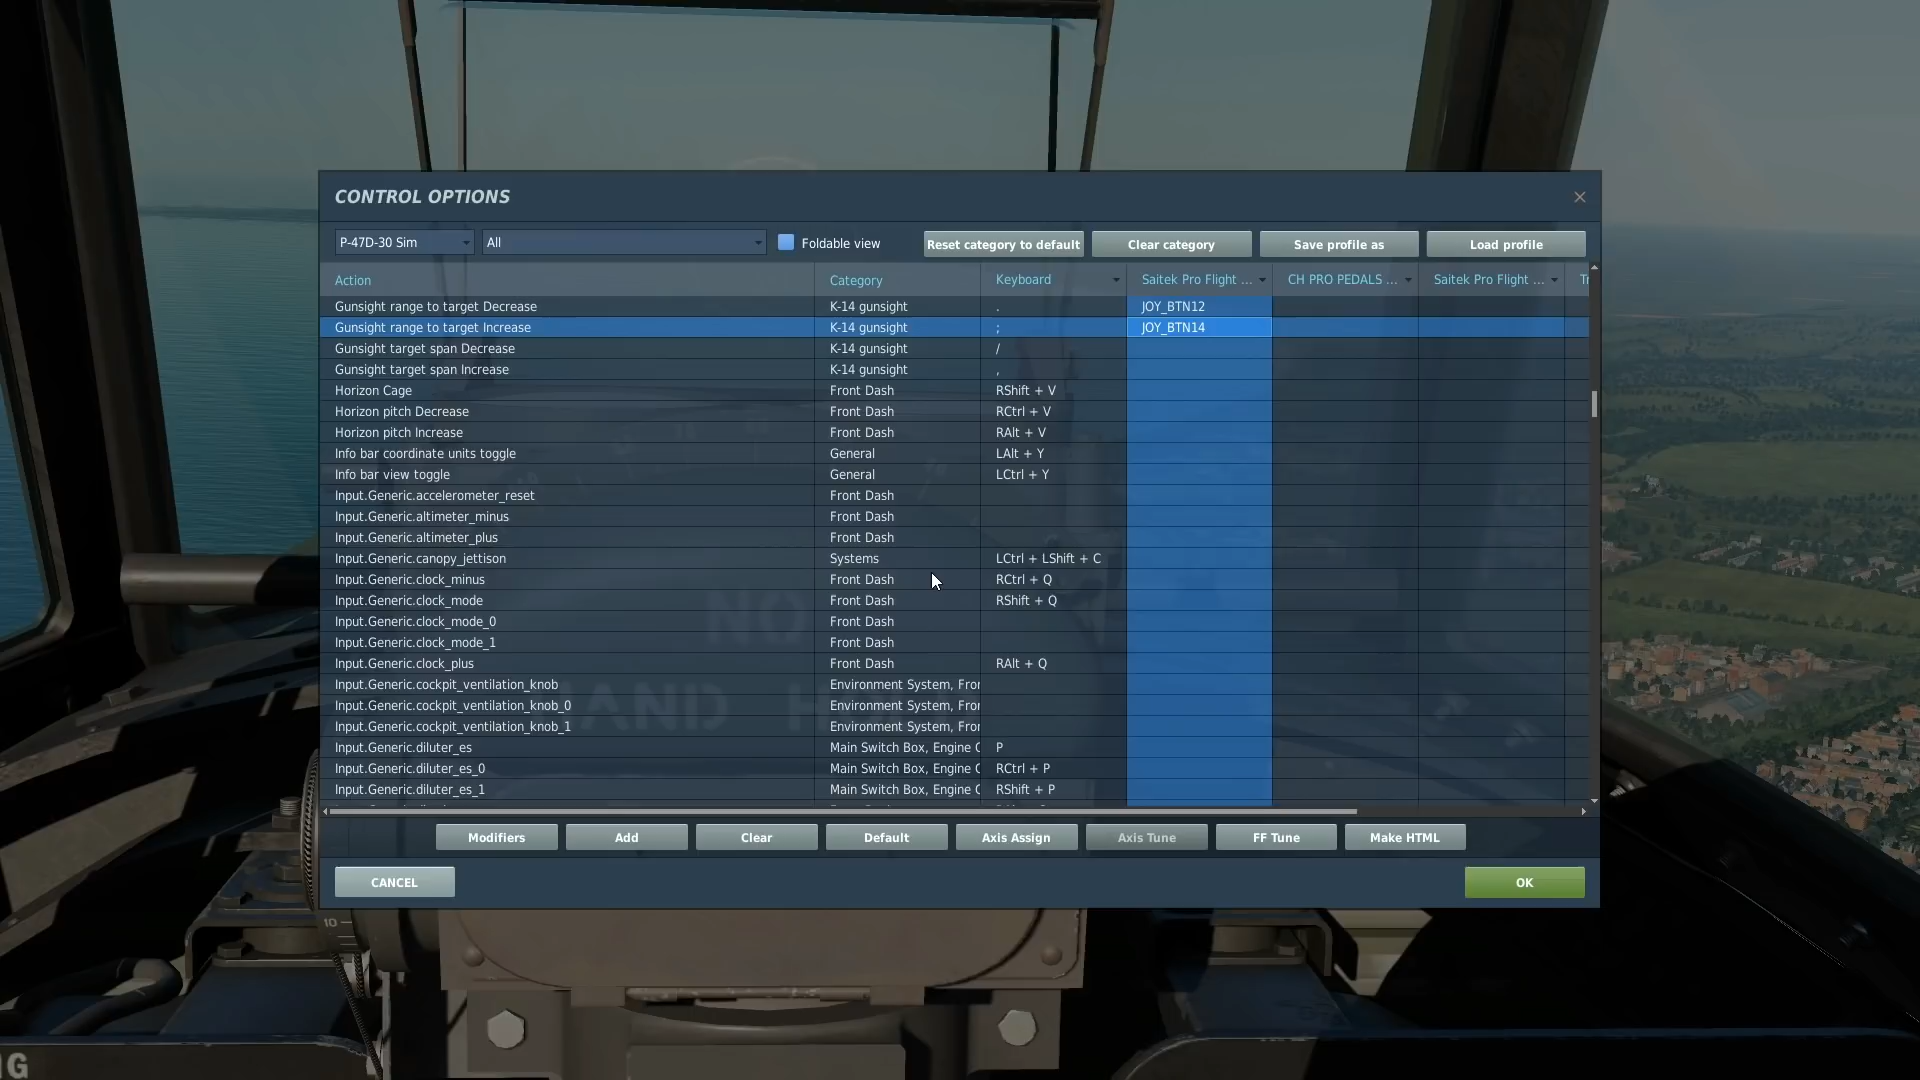 CONTROL OPTIONS
P-47D-30 Sim All Foldable view Reset category to default Clear category Save profile as Load profile
Action Category Keyboard Saitek Pro Flight ... CH PRO PEDALS ... Saitek Pro Flight ... Tr
Gunsight range to target Decrease K-14 gunsight . JOY_BTN12
Gunsight range to target Increase K-14 gunsight ; JOY_BTN14
Gunsight target span Decrease K-14 gunsight /
Gunsight target span Increase K-14 gunsight ,
Horizon Cage Front Dash RShift + V
Horizon pitch Decrease Front Dash RCtrl + V
Horizon pitch Increase Front Dash RAlt + V
Info bar coordinate units toggle General LAlt + Y
Info bar view toggle General LCtrl + Y
Input.Generic.accelerometer_reset Front Dash
Input.Generic.altimeter_minus Front Dash
Input.Generic.altimeter_plus Front Dash
Input.Generic.canopy_jettison Systems LCtrl + LShift + C
Input.Generic.clock_minus Front Dash RCtrl + Q
Input.Generic.clock_mode Front Dash RShift + Q
Input.Generic.clock_mode_0 Front Dash
Input.Generic.clock_mode_1 Front Dash
Input.Generic.clock_plus Front Dash RAlt + Q
Input.Generic.cockpit_ventilation_knob Environment System, Fror
Input.Generic.cockpit_ventilation_knob_0 Environment System, Fror
Input.Generic.cockpit_ventilation_knob_1 Environment System, Fror
Input.Generic.diluter_es Main Switch Box, Engine C P
Input.Generic.diluter_es_0 Main Switch Box, Engine C RCtrl + P
Input.Generic.diluter_es_1 Main Switch Box, Engine C RShift + P
Modifiers Add Clear Default Axis Assign Axis Tune FF Tune Make HTML
CANCEL OK
NO
HAND H
10
G